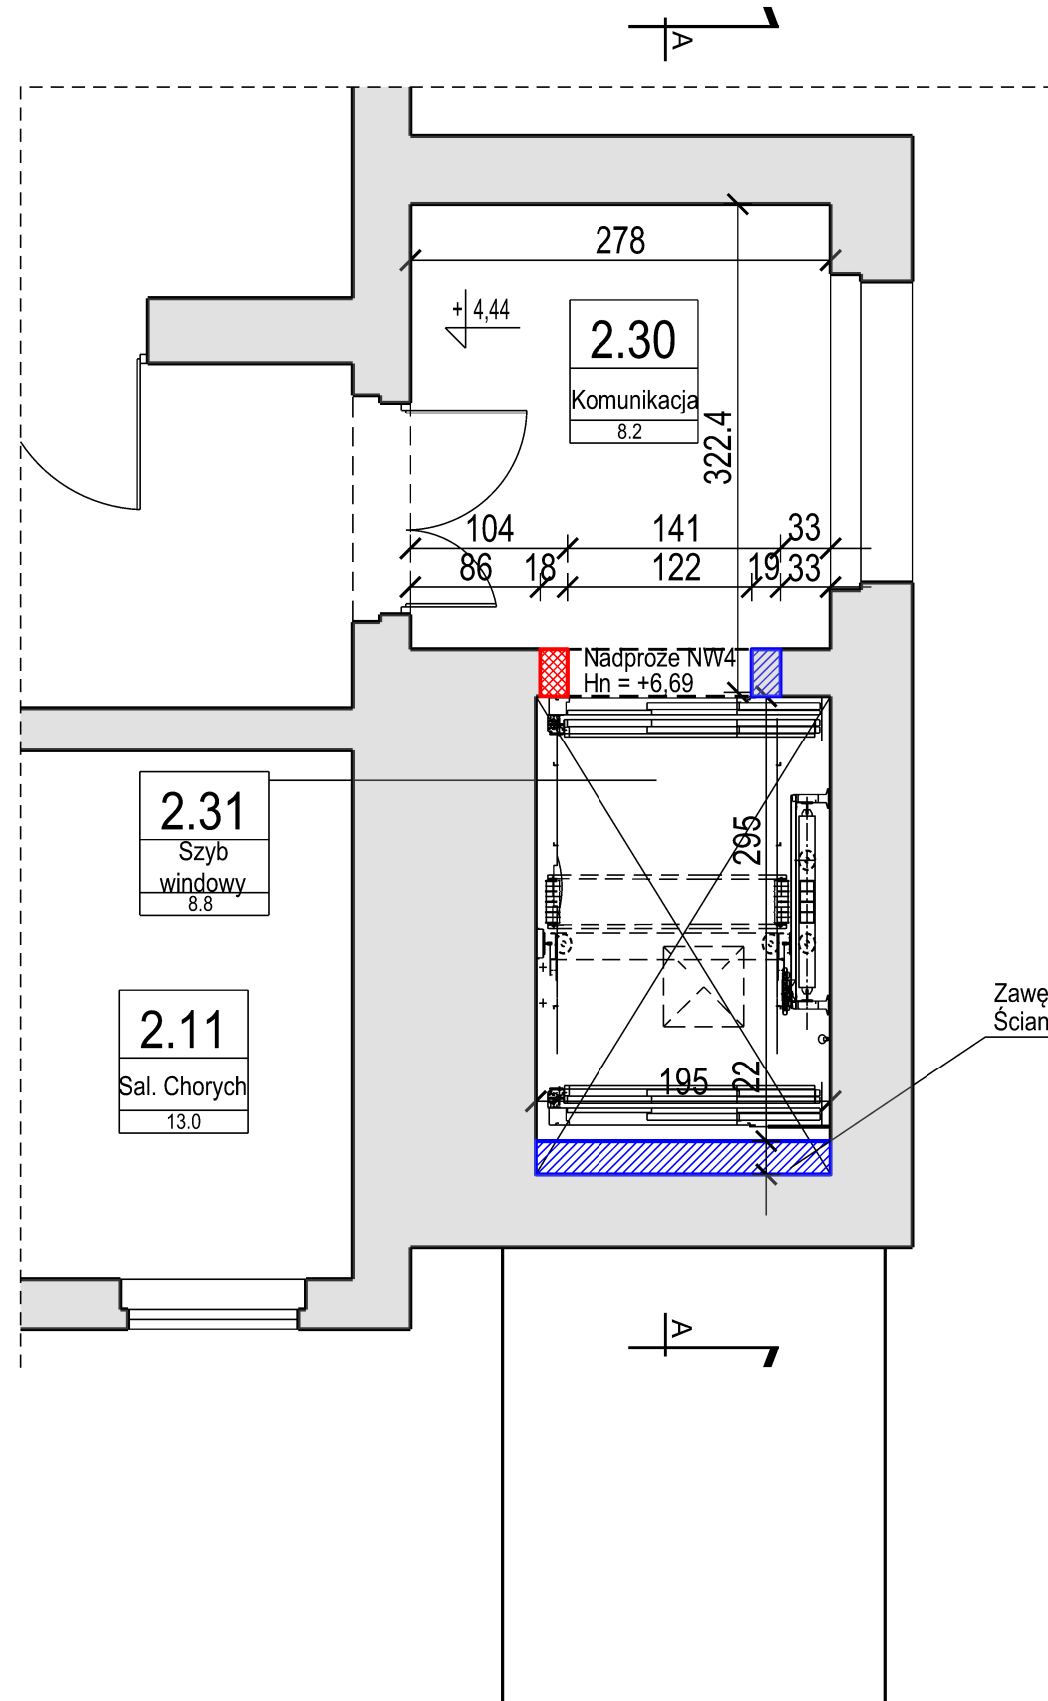 A
278
+ 4,44
2.30
Komunikacja
8.2
322.4
104
141
33
86
18
122
19
33
Nadproże NW4
Hn = +6,69
2.31
Szyb
windowy
8.8
295
2.11
Sal. Chorych
13.0
Zawę
Ścian
195
22
A